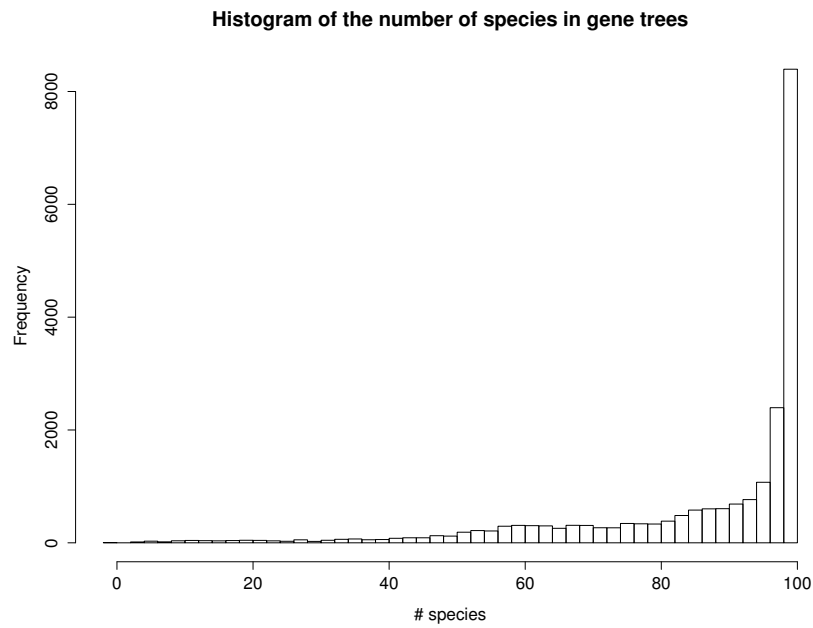 Histogram of the number of species in gene trees
8000
6000
4000
2000
0
Frequency
0 20 40 60 80 100
# species